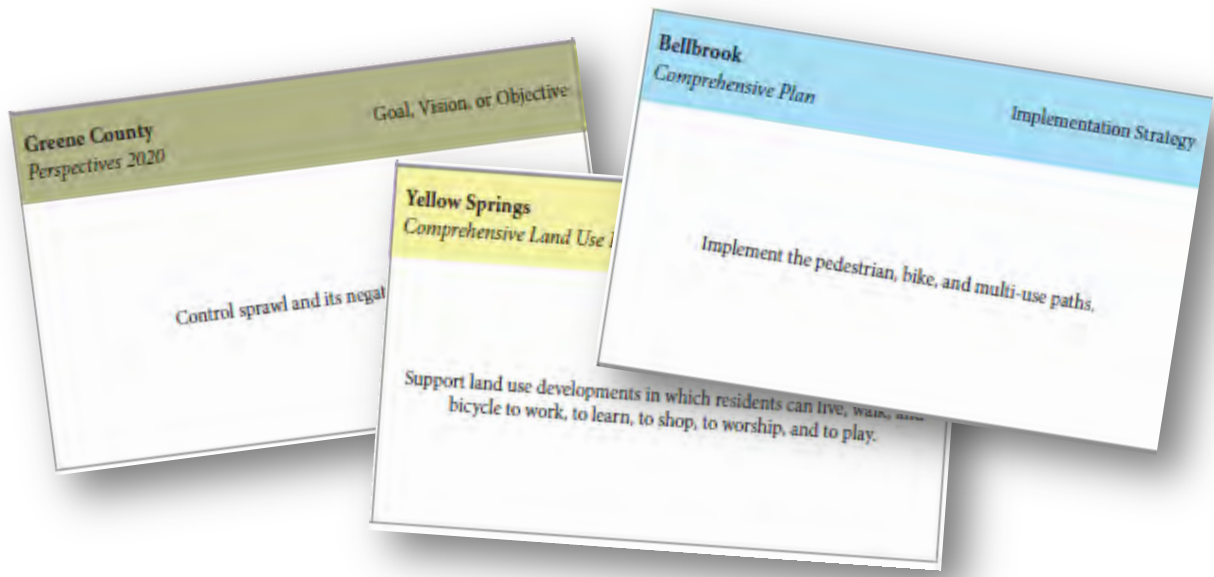 Greene County
Perspectives 2020
Goal, Vision, or Objective
Control sprawl and its negat
Yellow Springs
Comprehensive Land Use
Support land use developments in which residents can live, walk, and
bicycle to work, to learn, to shop, to worship, and to play.
Bellbrook
Comprehensive Plan
Implementation Strategy
Implement the pedestrian, bike, and multi-use paths.